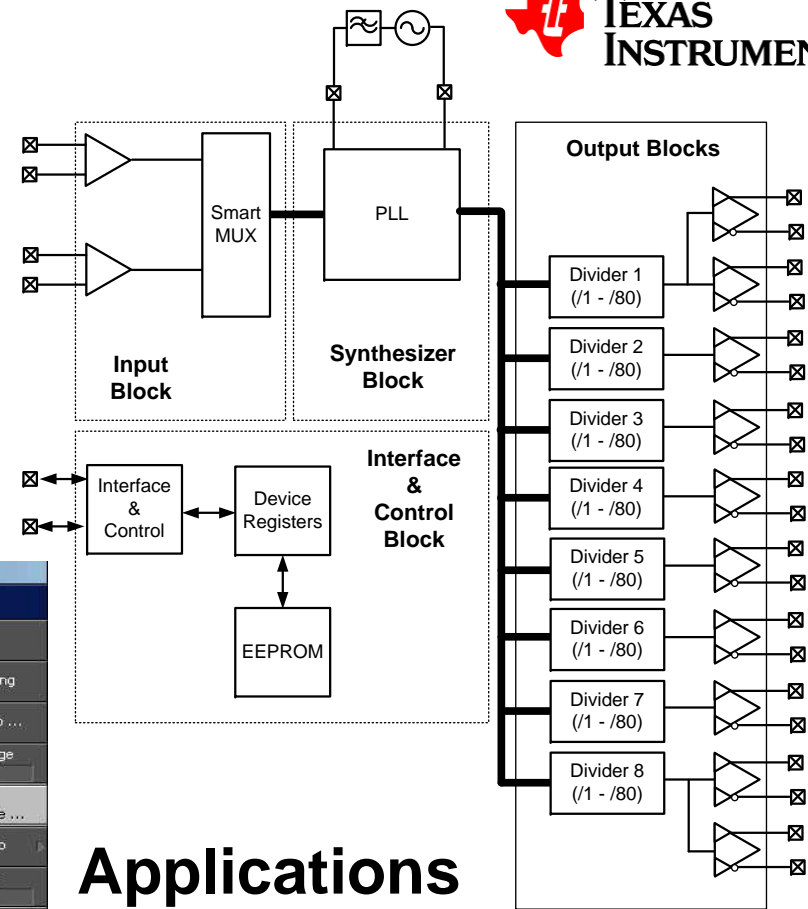 TEXAS
Output Blocks
Smart
MUX
PLL
Divider 1
(/1 - /80)
Input
Block
Synthesizer
Block
Divider 2
(/1 - /80)
Divider 3
(/1 - /80)
Interface
&
Control
Device
Registers
Interface
&
Control
Block
Divider 4
(/1 - /80)
Divider 5
(/1 - /80)
EEPROM
Divider 6
(/1 - /80)
Divider 7
(/1 - /80)
Divider 8
(/1 - /80)
Applications